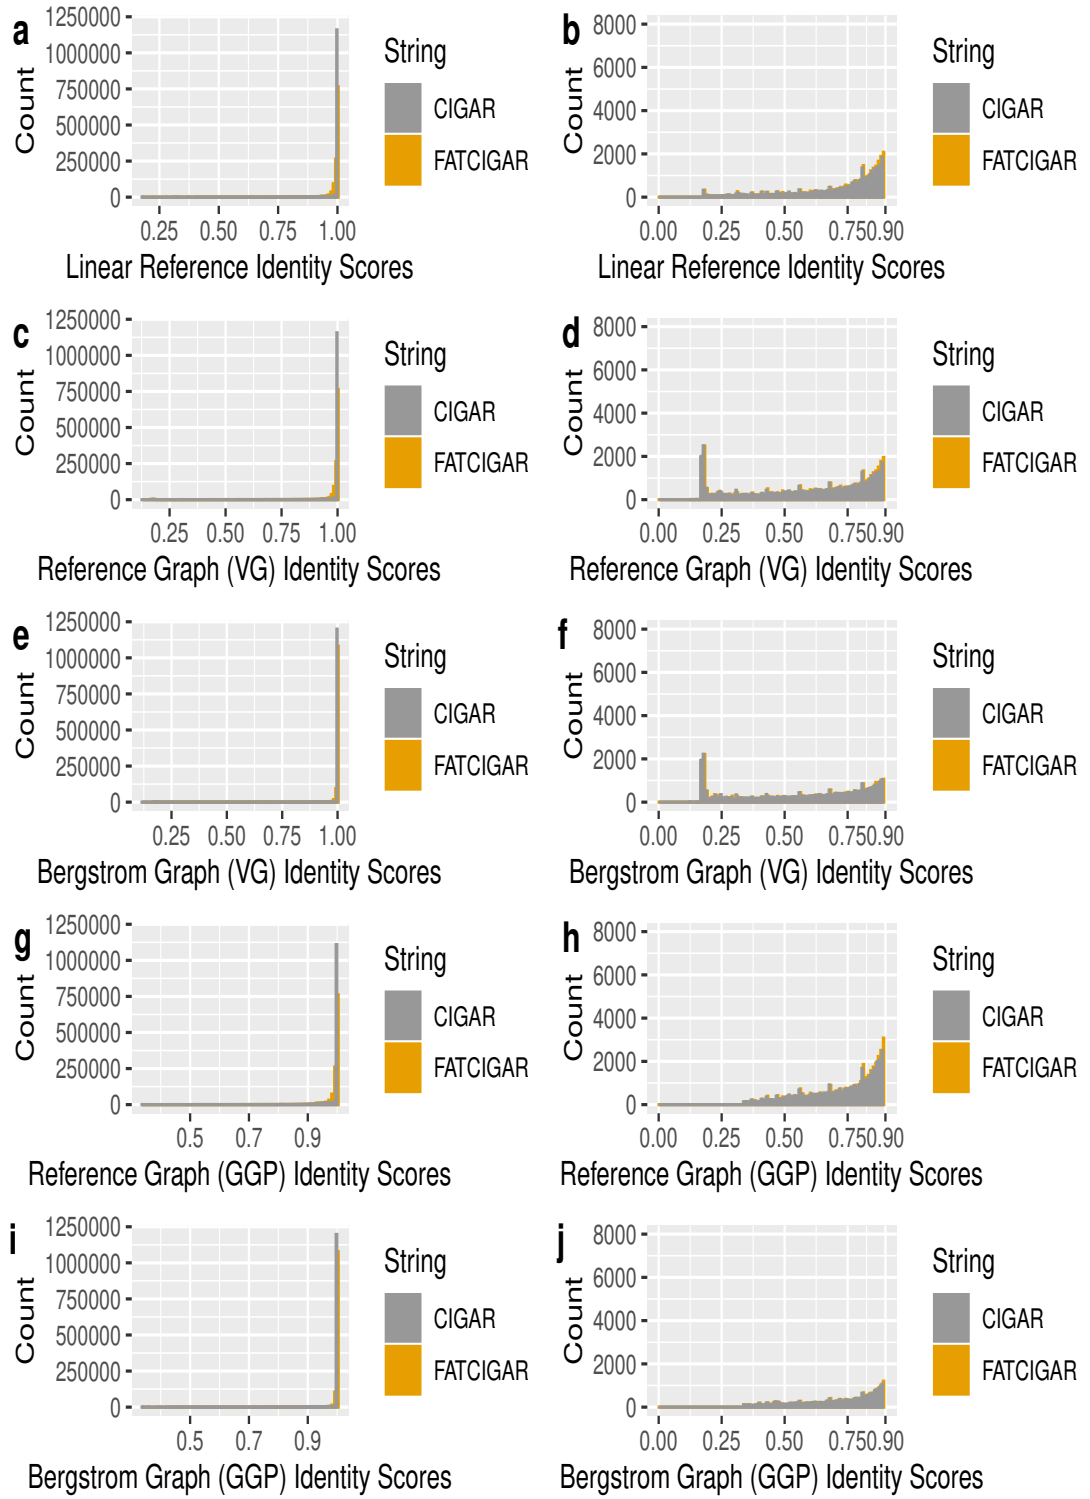 a
1250000
1000000
750000
500000
250000
0
Count
0.25 0.50 0.75 1.00
Linear Reference Identity Scores
String
CIGAR
FATCIGAR
b
8000
6000
4000
2000
0
Count
0.00 0.25 0.50 0.75 0.90
Linear Reference Identity Scores
String
CIGAR
FATCIGAR
c
1250000
1000000
750000
500000
250000
0
Count
0.25 0.50 0.75 1.00
Reference Graph (VG) Identity Scores
String
CIGAR
FATCIGAR
d
8000
6000
4000
2000
0
Count
0.00 0.25 0.50 0.75 0.90
Reference Graph (VG) Identity Scores
String
CIGAR
FATCIGAR
e
1250000
1000000
750000
500000
250000
0
Count
0.25 0.50 0.75 1.00
Bergstrom Graph (VG) Identity Scores
String
CIGAR
FATCIGAR
f
8000
6000
4000
2000
0
Count
0.00 0.25 0.50 0.75 0.90
Bergstrom Graph (VG) Identity Scores
String
CIGAR
FATCIGAR
g
1250000
1000000
750000
500000
250000
0
Count
0.5 0.7 0.9
Reference Graph (GGP) Identity Scores
String
CIGAR
FATCIGAR
h
8000
6000
4000
2000
0
Count
0.00 0.25 0.50 0.75 0.90
Reference Graph (GGP) Identity Scores
String
CIGAR
FATCIGAR
i
1250000
1000000
750000
500000
250000
0
Count
0.5 0.7 0.9
Bergstrom Graph (GGP) Identity Scores
String
CIGAR
FATCIGAR
j
8000
6000
4000
2000
0
Count
0.00 0.25 0.50 0.75 0.90
Bergstrom Graph (GGP) Identity Scores
String
CIGAR
FATCIGAR